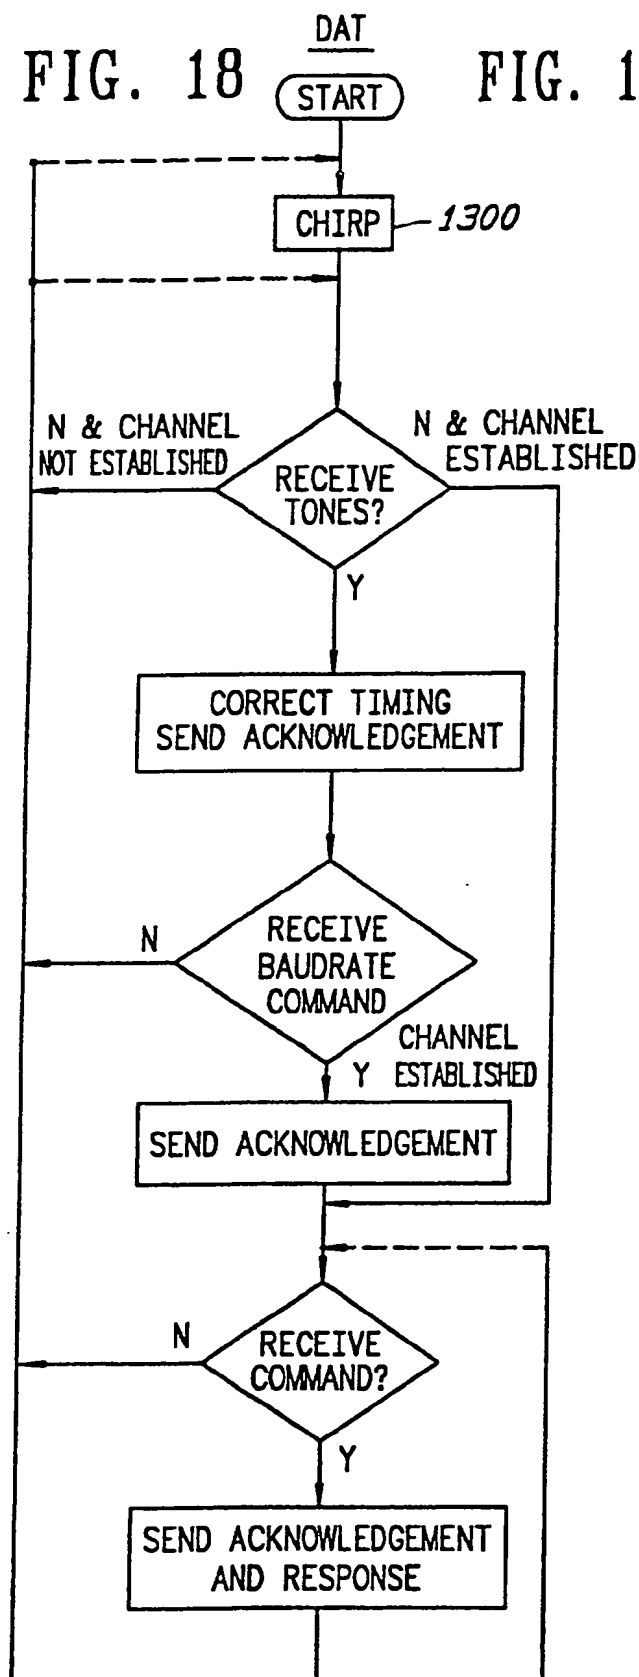 DAT
FIG. 18
FIG. 1
START
CHIRP
1300
N & CHANNEL
NOT ESTABLISHED
N & CHANNEL
ESTABLISHED
RECEIVE
TONES?
Y
CORRECT TIMING
SEND ACKNOWLEDGEMENT
RECEIVE
BAUDRATE
COMMAND
N
CHANNEL
Y ESTABLISHED
SEND ACKNOWLEDGEMENT
RECEIVE
COMMAND?
N
Y
SEND ACKNOWLEDGEMENT
AND RESPONSE